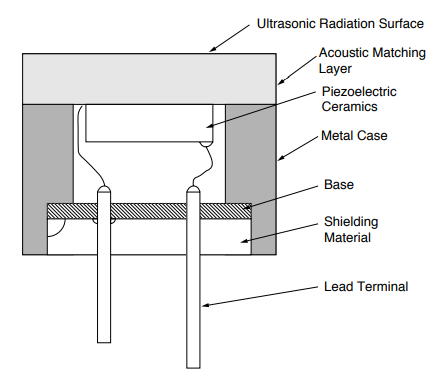 Ultrasonic Radiation Surface
Acoustic Matching
Layer
Piezoelectric
Ceramics
Metal Case
Base
Shielding
Material
Lead Terminal